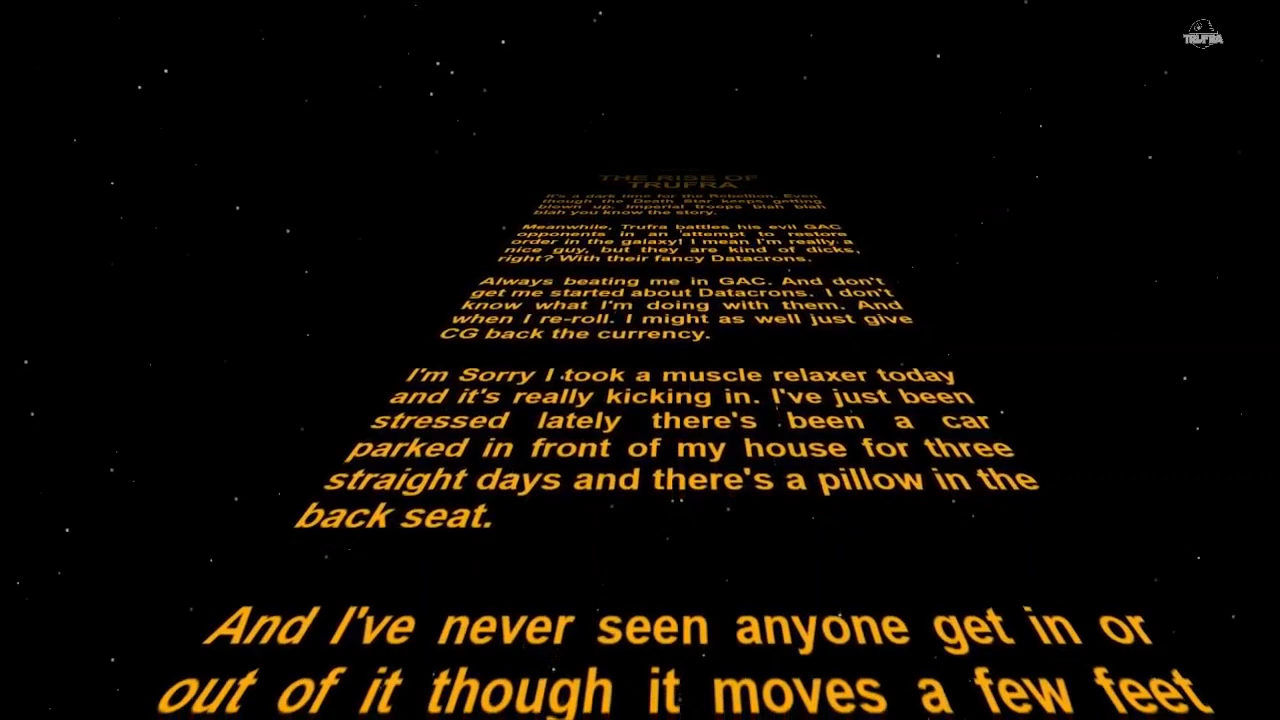 TRUFRA
THE RISE OF
TRUFRA
It's a dark time for the Rebellion. Even
though the Death Star keeps getting
blown up. Imperial troops blah blah
blah you know the story.
Meanwhile, Trufra battles his evil GAC
opponents in an attempt to restore
order in the galaxy! I mean I'm really a
nice guy, but they are kind of dicks,
right? With their fancy Datacrons.
Always beating me in GAC. And don't
get me started about Datacrons. I don't
know what I'm doing with them. And
when I re-roll. I might as well just give
CG back the currency.
I'm Sorry I took a muscle relaxer today
and it's really kicking in. I've just been
stressed lately there's been a car
parked in front of my house for three
straight days and there's a pillow in the
back seat.
And I've never seen anyone get in or
out of it though it moves a few feet